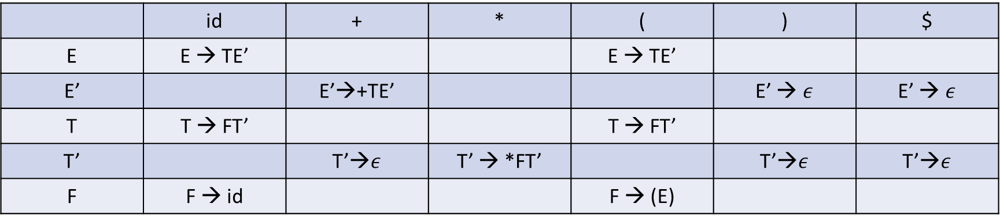 id + * ( ) $
E E → TE’ E → TE’
E’ E’→+TE’ E’ → ϵ E’ → ϵ
T T → FT’ T → FT’
T’ T’→ϵ T’ → *FT’ T’→ϵ T’→ϵ
F F → id F → (E)